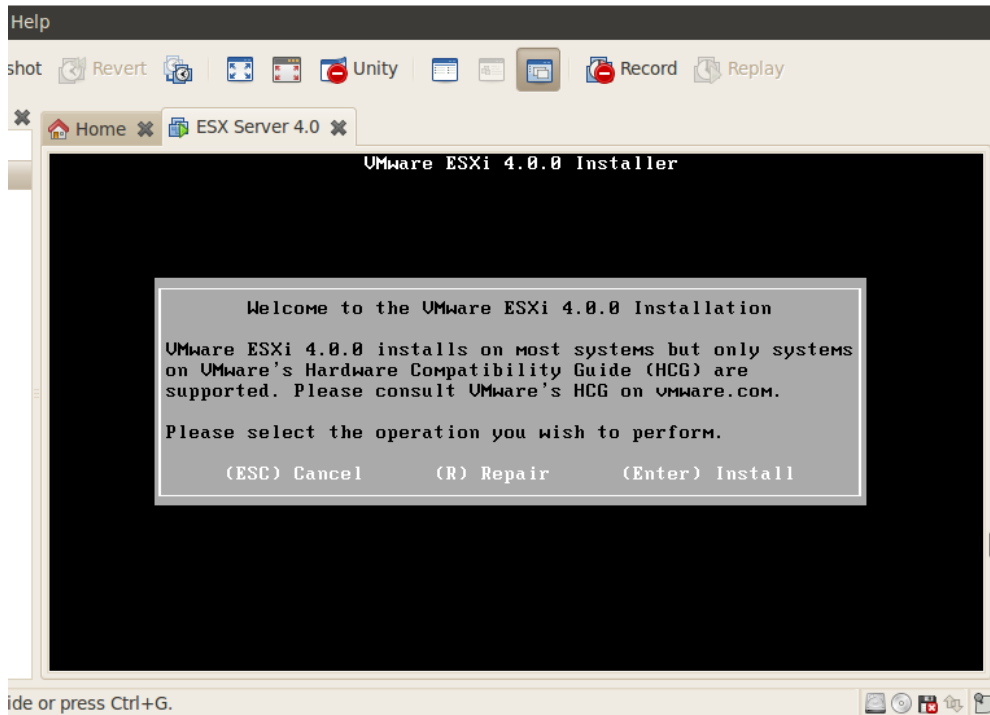 Help
shot Revert Unity Record Replay
Home ESX Server 4.0
VMware ESXi 4.0.0 Installer
Welcome to the VMware ESXi 4.0.0 Installation
VMware ESXi 4.0.0 installs on most systems but only systems
on VMware's Hardware Compatibility Guide (HCG) are
supported. Please consult VMware's HCG on vmware.com.
Please select the operation you wish to perform.
(ESC) Cancel (R) Repair (Enter) Install
ide or press Ctrl+G.